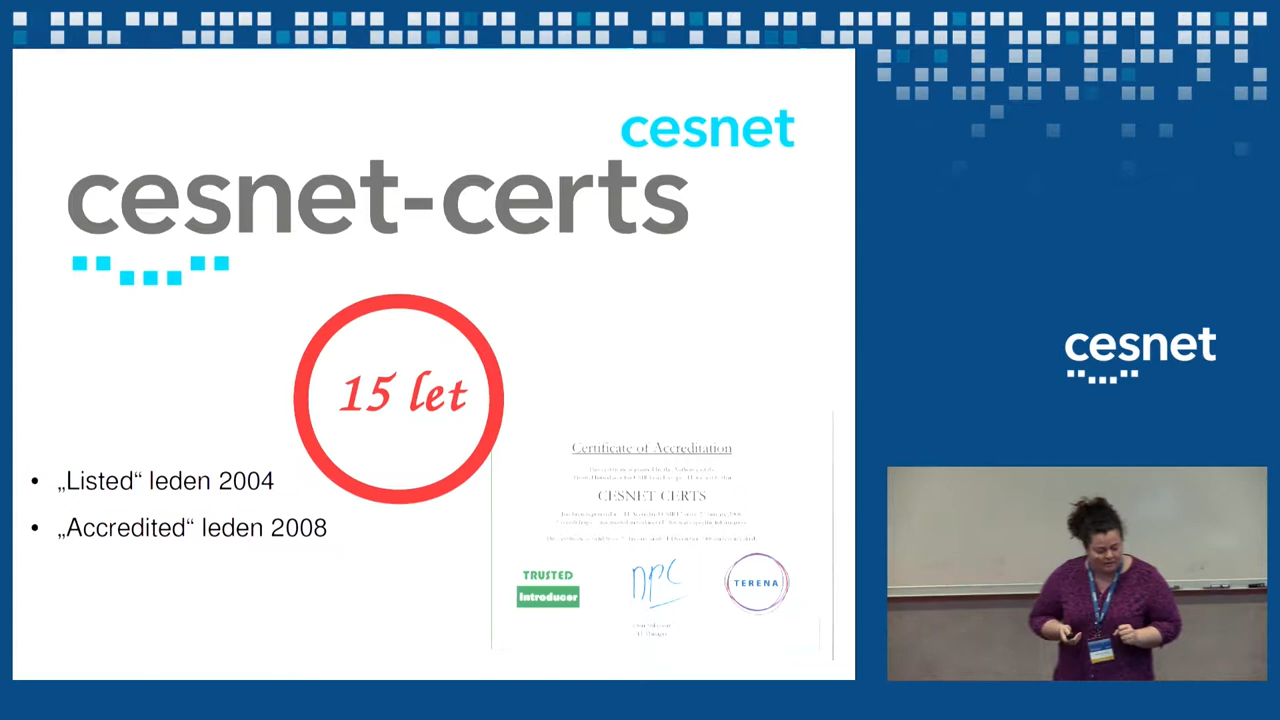 cesnet
cesnet-certs
15 let
• „Listed“ leden 2004
• „Accredited“ leden 2008
Certificate of Accreditation
CESNET CERTS
TRUSTED
Introducer
TERENA
cesnet